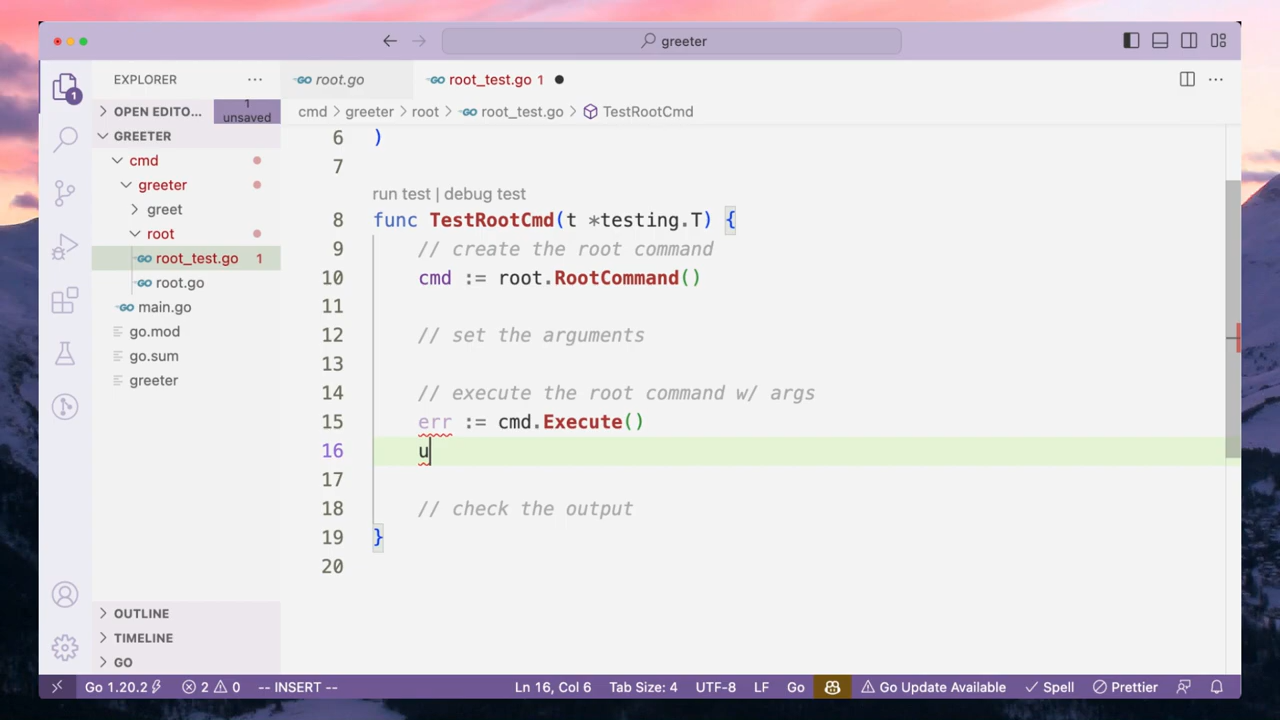 greeter
EXPLORER
root.go
root_test.go 1
OPEN EDITO...
1 unsaved
cmd > greeter > root > root_test.go > TestRootCmd
GREETER
cmd
greeter
greet
root
root_test.go 1
root.go
main.go
go.mod
go.sum
greeter
OUTLINE
TIMELINE
GO
1
6 )
7
run test | debug test
8 func TestRootCmd(t *testing.T) {
9 // create the root command
10 cmd := root.RootCommand()
11
12 // set the arguments
13
14 // execute the root command w/ args
15 err := cmd.Execute()
16 u
17
18 // check the output
19 }
20
Go 1.20.2 2 0 -- INSERT -- Ln 16, Col 6 Tab Size: 4 UTF-8 LF Go Go Update Available Spell Prettier